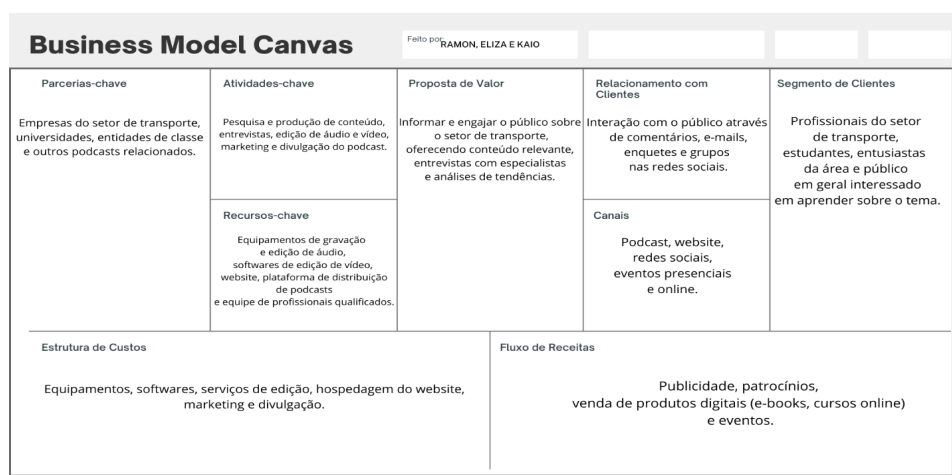 Business Model Canvas
Feito por:
RAMON, ELIZA E KAIO
Parcerias-chave
Empresas do setor de transporte,
universidades, entidades de classe
e outros podcasts relacionados.
Atividades-chave
Pesquisa e produção de conteúdo,
entrevistas, edição de áudio e vídeo,
marketing e divulgação do podcast.
Recursos-chave
Equipamentos de gravação
e edição de áudio,
softwares de edição de vídeo,
website, plataforma de distribuição
de podcasts
e equipe de profissionais qualificados.
Proposta de Valor
Informar e engajar o público sobre
o setor de transporte,
oferecendo conteúdo relevante,
entrevistas com especialistas
e análises de tendências.
Relacionamento com
Clientes
Interação com o público através
de comentários, e-mails,
enquetes e grupos
nas redes sociais.
Canais
Podcast, website,
redes sociais,
eventos presenciais
e online.
Segmento de Clientes
Profissionais do setor
de transporte,
estudantes, entusiastas
da área e público
em geral interessado
em aprender sobre o tema.
Estrutura de Custos
Equipamentos, softwares, serviços de edição, hospedagem do website,
marketing e divulgação.
Fluxo de Receitas
Publicidade, patrocínios,
venda de produtos digitais (e-books, cursos online)
e eventos.